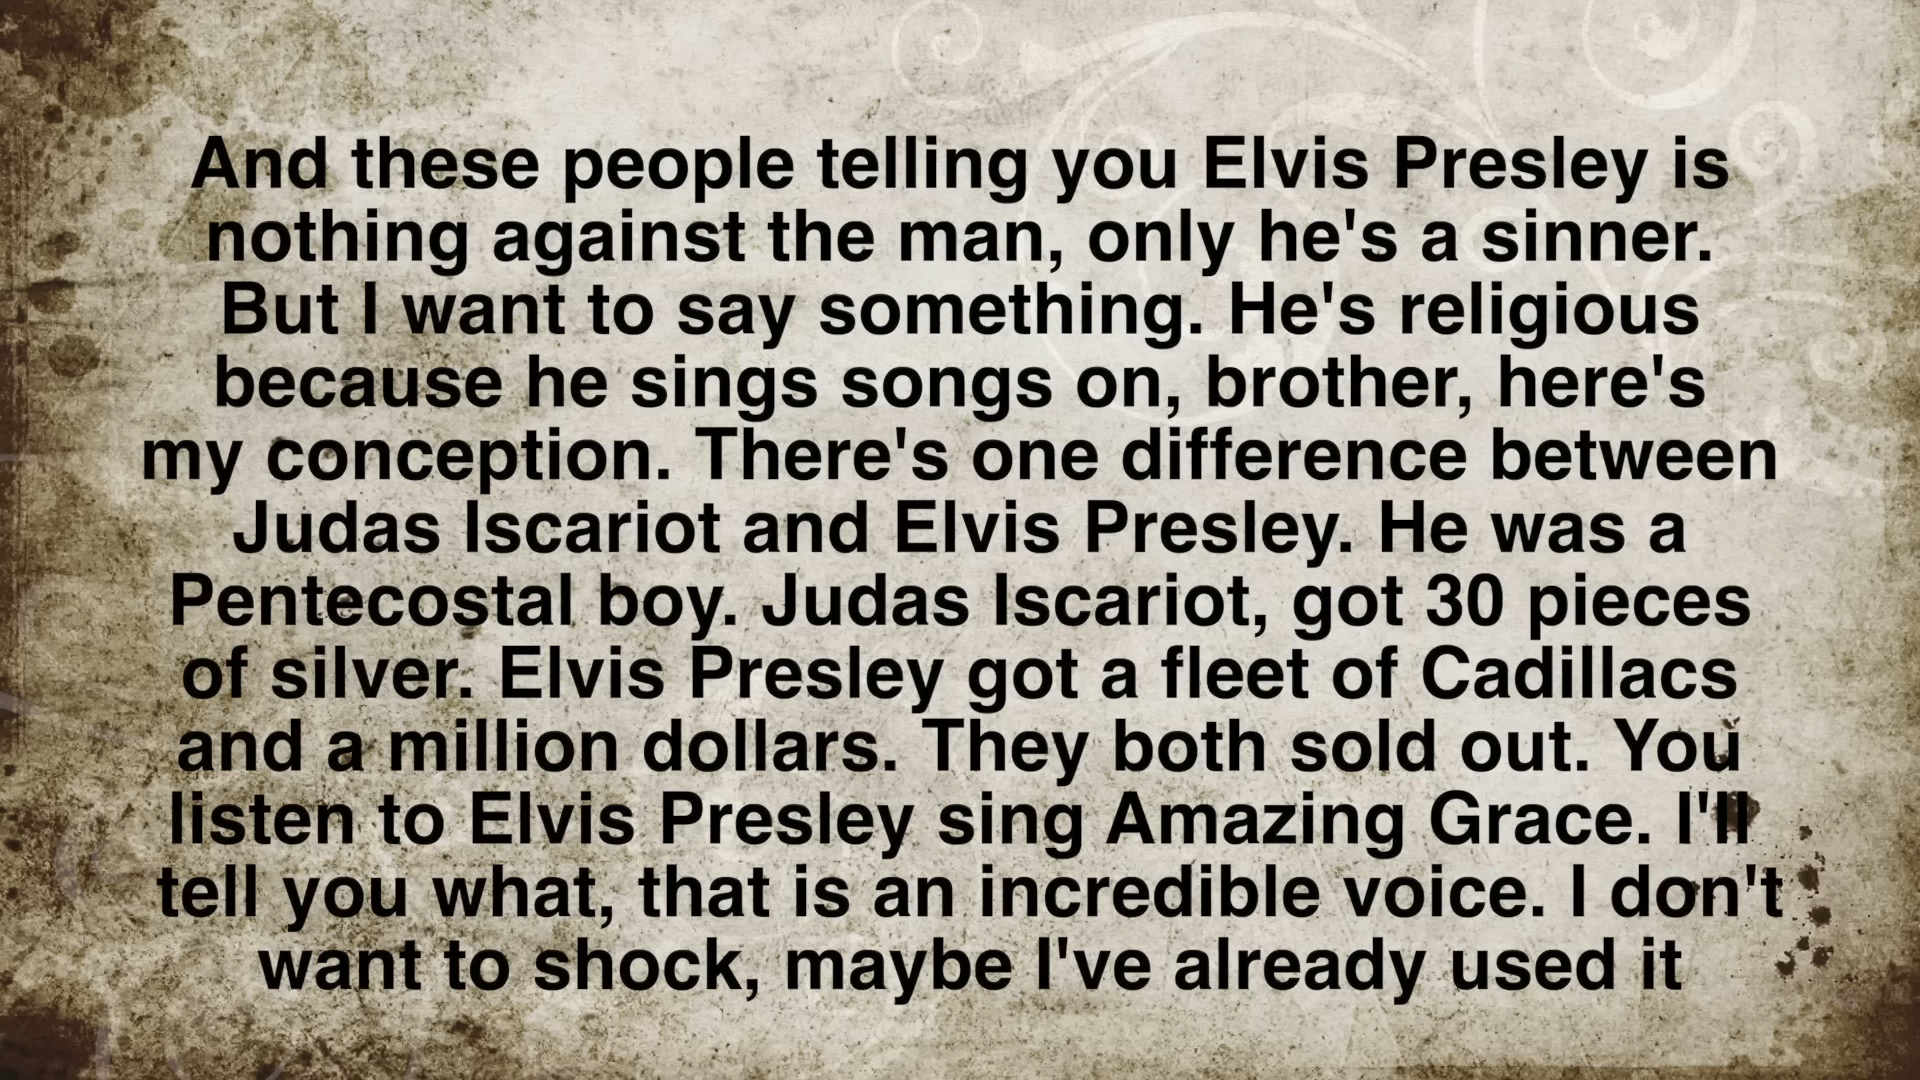 And these people telling you Elvis Presley is
nothing against the man, only he's a sinner.
But I want to say something. He's religious
because he sings songs on, brother, here's
my conception. There's one difference between
Judas Iscariot and Elvis Presley. He was a
Pentecostal boy. Judas Iscariot, got 30 pieces
of silver. Elvis Presley got a fleet of Cadillacs
and a million dollars. They both sold out. You
listen to Elvis Presley sing Amazing Grace. I'll
tell you what, that is an incredible voice. I don't
want to shock, maybe I've already used it